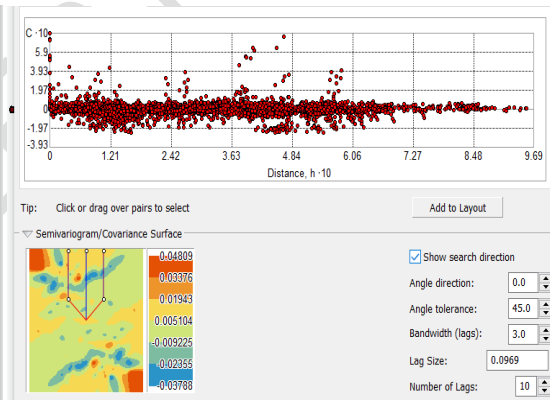 C ·10
5.9
3.93
1.97
0
-1.97
-3.93
0 1.21 2.42 3.63 4.84 6.06 7.27 8.48 9.69
Distance, h ·10
Tip: Click or drag over pairs to select
Add to Layout
Semivariogram/Covariance Surface
0.04809
0.03376
0.01943
0.005104
-0.009225
-0.02355
-0.03788
Show search direction
Angle direction: 0.0
Angle tolerance: 45.0
Bandwidth (lags): 3.0
Lag Size: 0.0969
Number of Lags: 10